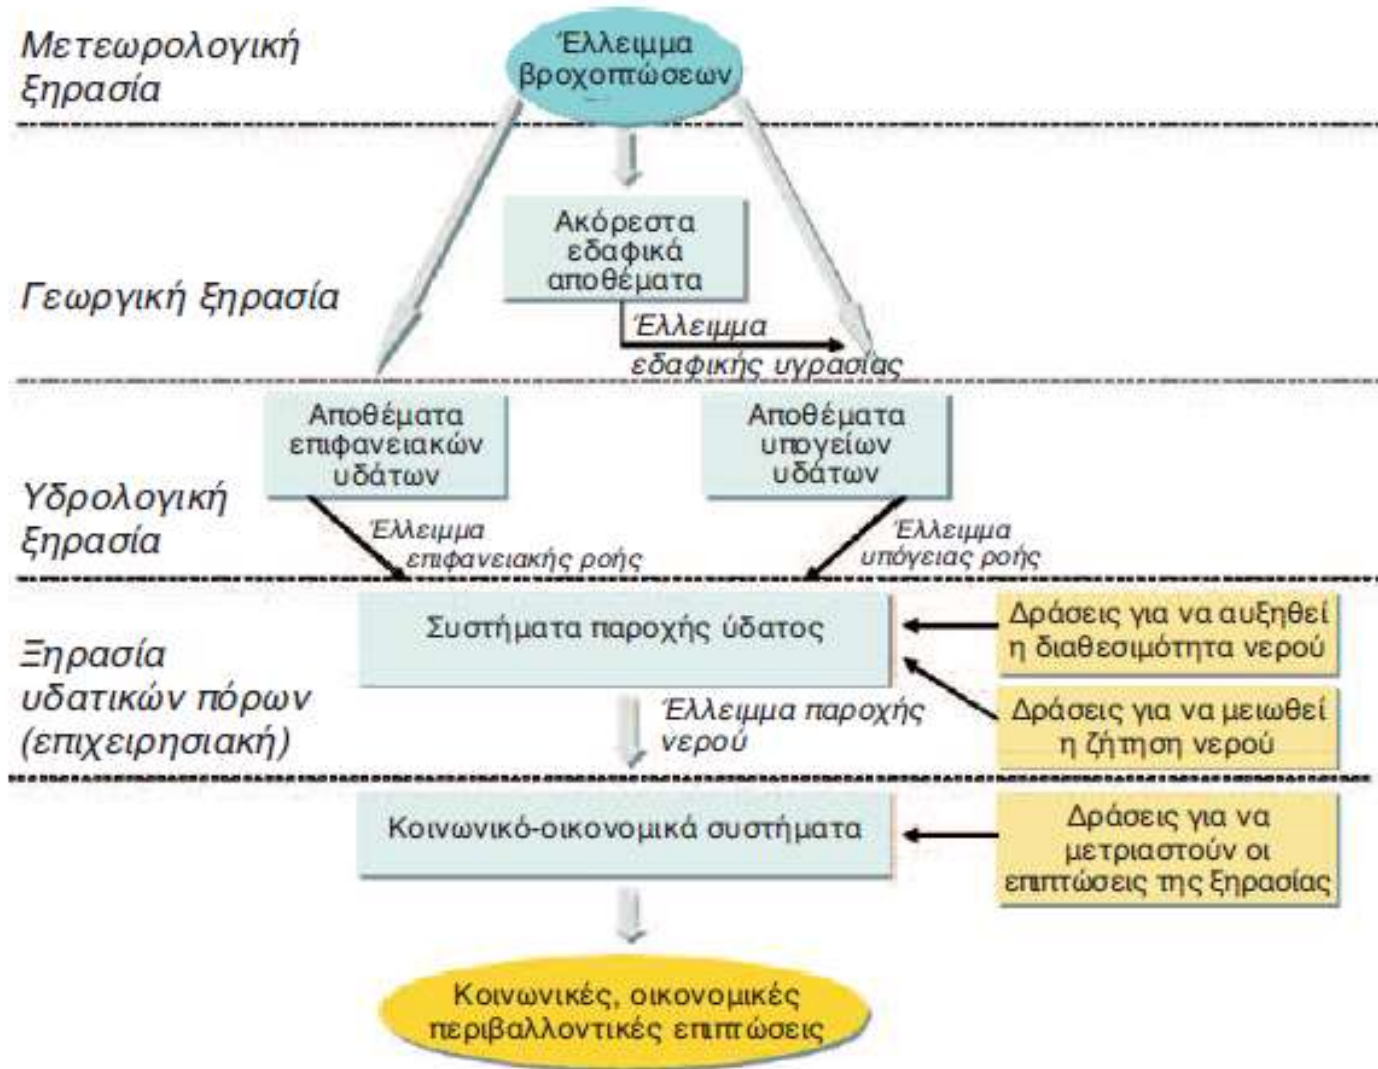 Μετεωρολογική
ξηρασία
Έλλειμμα
βροχοπτώσεων
Ακόρεστα
εδαφικά
αποθέματα
Γεωργική ξηρασία
Έλλειμμα
εδαφικής υγρασίας
Αποθέματα
επιφανειακών
υδάτων
Αποθέματα
υπογείων
υδάτων
Υδρολογική
ξηρασία
Έλλειμμα
επιφανειακής ροής
Έλλειμμα
υπόγειας ροής
Συστήματα παροχής ύδατος
Δράσεις για να αυξηθεί
η διαθεσιμότητα νερού
Ξηρασία
υδατικών πόρων
(επιχειρησιακή)
Έλλειμμα παροχής
νερού
Δράσεις για να μειωθεί
η ζήτηση νερού
Κοινωνικό-οικονομικά συστήματα
Δράσεις για να
μετριαστούν οι
επιπτώσεις της ξηρασίας
Κοινωνικές, οικονομικές
περιβαλλοντικές επιπτώσεις